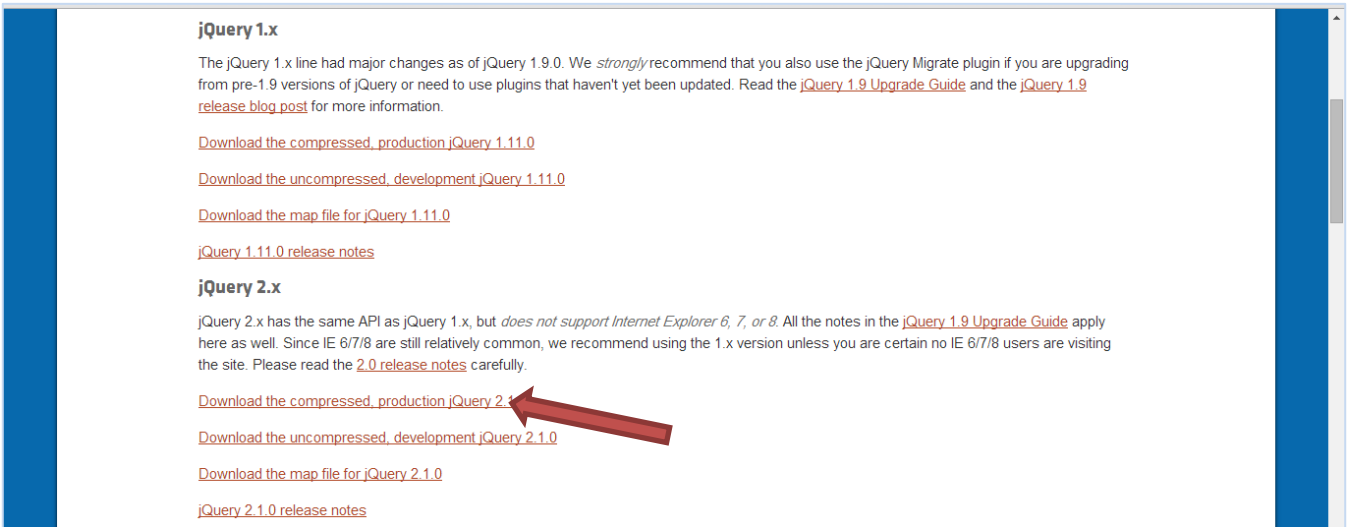 jQuery 1.x
The jQuery 1.x line had major changes as of jQuery 1.9.0. We strongly recommend that you also use the jQuery Migrate plugin if you are upgrading
from pre-1.9 versions of jQuery or need to use plugins that haven't yet been updated. Read the jQuery 1.9 Upgrade Guide and the jQuery 1.9
release blog post for more information.
Download the compressed, production jQuery 1.11.0
Download the uncompressed, development jQuery 1.11.0
Download the map file for jQuery 1.11.0
jQuery 1.11.0 release notes
jQuery 2.x
jQuery 2.x has the same API as jQuery 1.x, but does not support Internet Explorer 6, 7, or 8. All the notes in the jQuery 1.9 Upgrade Guide apply
here as well. Since IE 6/7/8 are still relatively common, we recommend using the 1.x version unless you are certain no IE 6/7/8 users are visiting
the site. Please read the 2.0 release notes carefully.
Download the compressed, production jQuery 2.1
Download the uncompressed, development jQuery 2.1.0
Download the map file for jQuery 2.1.0
jQuery 2.1.0 release notes